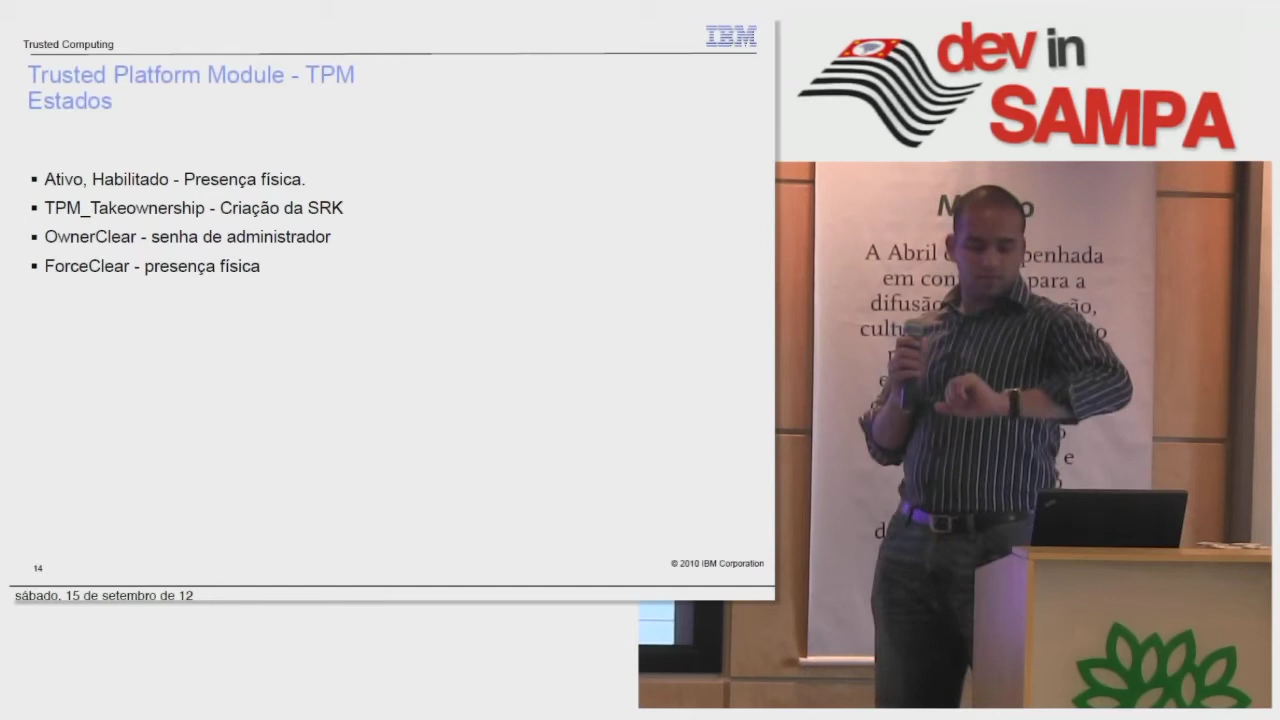 Trusted Computing
IBM
Trusted Platform Module - TPM
Estados
Ativo, Habilitado - Presença física.
TPM_Takeownership - Criação da SRK
OwnerClear - senha de administrador
ForceClear - presença física
14
© 2010 IBM Corporation
sábado, 15 de setembro de 12
dev in
SAMPA
A Abril
penhada
em
para a
difusão